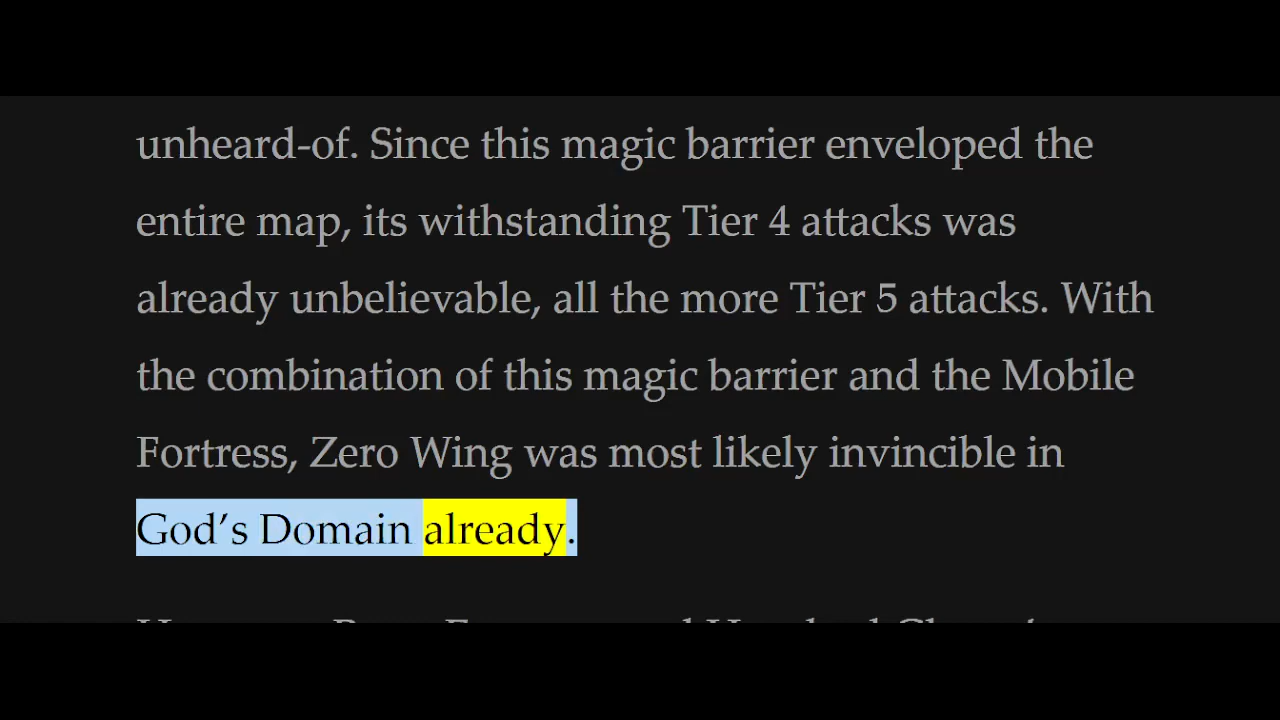 unheard-of. Since this magic barrier enveloped the
entire map, its withstanding Tier 4 attacks was
already unbelievable, all the more Tier 5 attacks. With
the combination of this magic barrier and the Mobile
Fortress, Zero Wing was most likely invincible in
God’s Domain already.